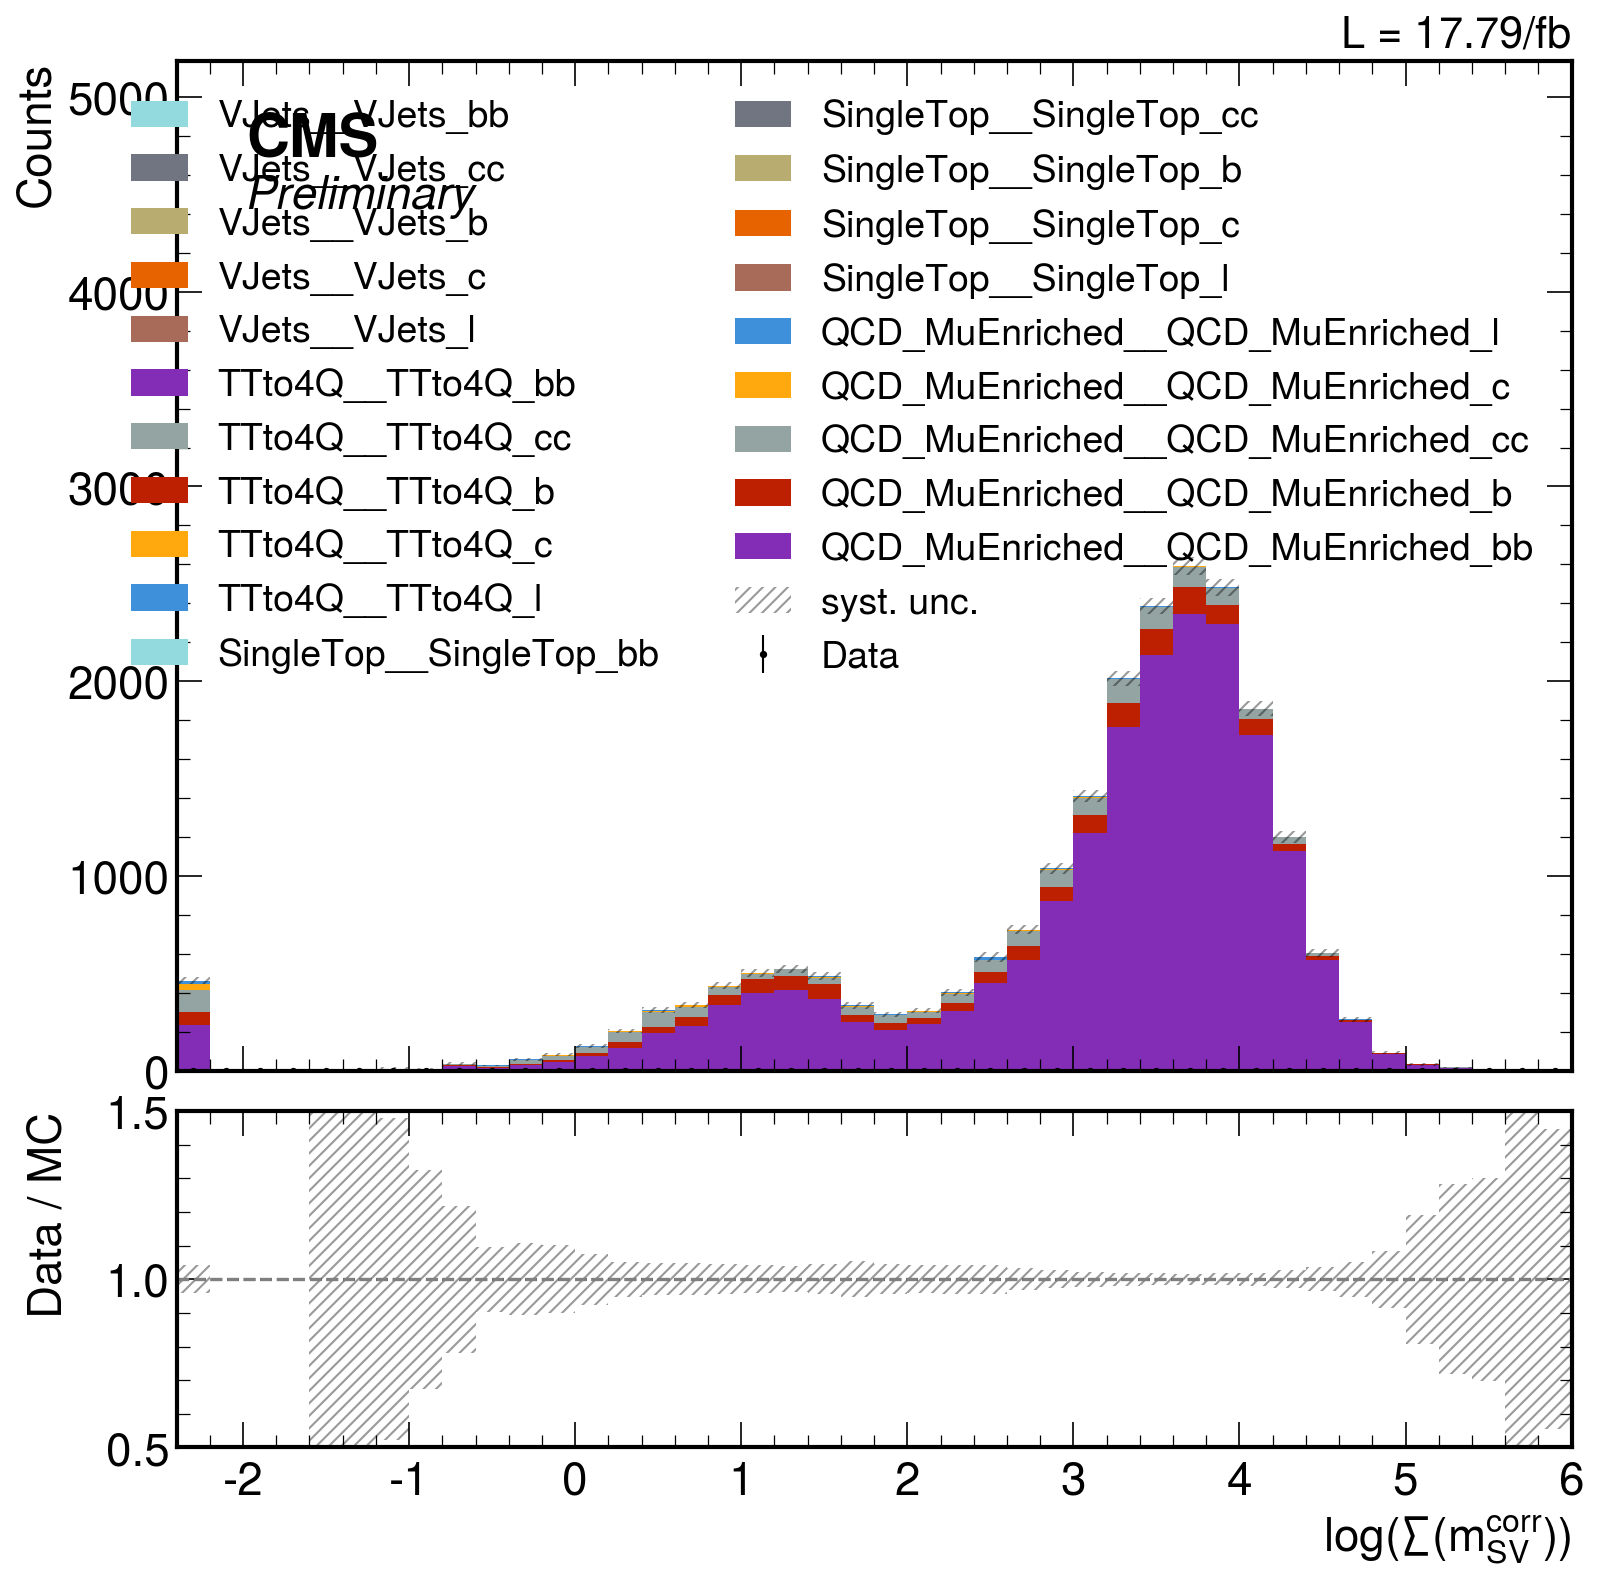 L = 17.79/fb
Counts
5000
4000
3000
2000
1000
0
CMS
Preliminary
VJets__VJets_bb
VJets__VJets_cc
VJets__VJets_b
VJets__VJets_c
VJets__VJets_l
TTto4Q__TTto4Q_bb
TTto4Q__TTto4Q_cc
TTto4Q__TTto4Q_b
TTto4Q__TTto4Q_c
TTto4Q__TTto4Q_l
SingleTop__SingleTop_bb
SingleTop__SingleTop_cc
SingleTop__SingleTop_b
SingleTop__SingleTop_c
SingleTop__SingleTop_l
QCD_MuEnriched__QCD_MuEnriched_l
QCD_MuEnriched__QCD_MuEnriched_c
QCD_MuEnriched__QCD_MuEnriched_cc
QCD_MuEnriched__QCD_MuEnriched_b
QCD_MuEnriched__QCD_MuEnriched_bb
syst. unc.
Data
Data / MC
1.5
1.0
0.5
-2 -1 0 1 2 3 4 5 6
log(∑(m_SV^corr))